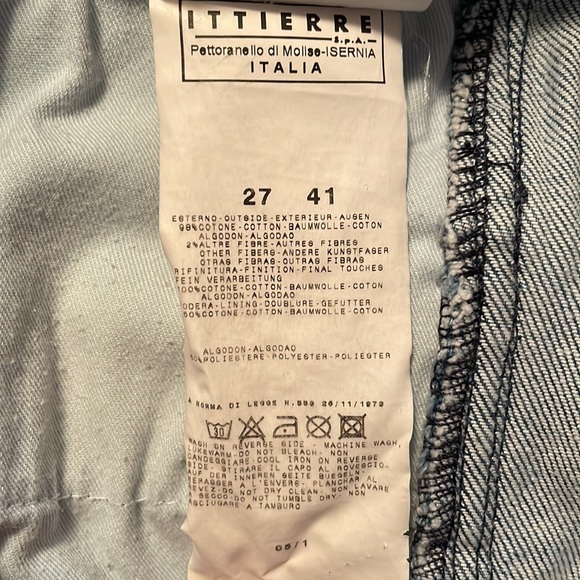 ITTIERRE
S.p.A.
Pettoranello di Molise-ISERNIA
ITALIA
27 41
ESTERNO-OUTSIDE-EXTERIEUR-AUGEN
98%COTONE-COTTON-BAUMWOLLE-COTON
ALGODON-ALGODAO
2%ALTRE FIBRE-AUTRES FIBRES
OTHER FIBERS-ANDERE KUNSTFASER
OTRAS FIBRAS-OUTRAS FIBRAS
RIFINITURA-FINITION-FINAL TOUCHES
FEIN VERARBEITUNG
100%COTONE-COTTON-BAUMWOLLE-COTON
ALGODON-ALGODAO
FODERA-LINING-DOUBLURE-GEFUTTER
50%COTONE-COTTON-BAUMWOLLE-COTON
ALGODON-ALGODAO
50%POLIESTERE-POLYESTER-POLIESTER
A NORMA DI LEGGE N.883 26/11/1973
30
WASH ON REVERSE SIDE - MACHINE WASH,
LUKEWARM-DO NOT BLEACH- NON
CANDEGGIARE-COOL IRON ON REVERSE
SIDE- STIRARE IL CAPO AL ROVESCIO-
AUF DER INNEREN SEITE BUEGELN-
REPASSER A L'ENVERS- PLANCHAR AL
REVEZ-DO NOT DRY CLEAN- NON LAVARE
A SECCO-DO NOT TUMBLE DRY- NON
ASCIUGARE A TAMBURO
G5/1